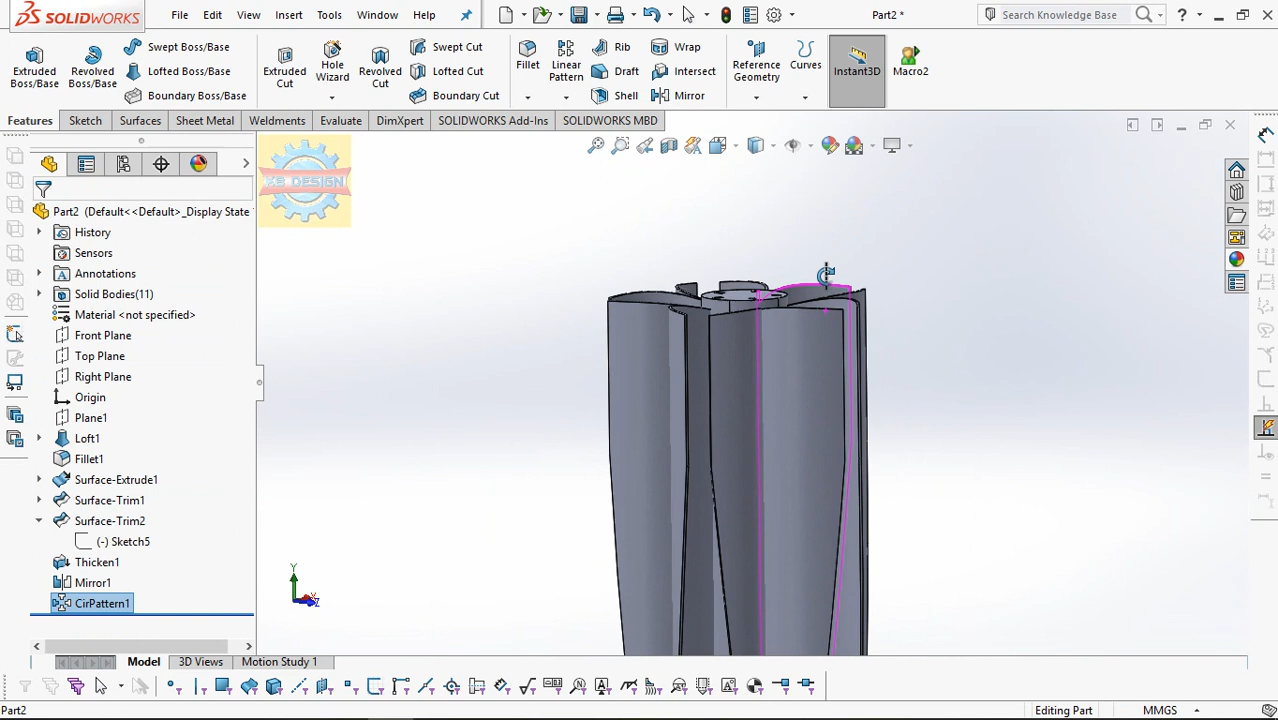 SOLIDWORKS
File Edit View Insert Tools Window Help
Part2 *
Search Knowledge Base
?
Extruded Boss/Base
Revolved Boss/Base
Swept Boss/Base
Lofted Boss/Base
Boundary Boss/Base
Extruded Cut
Hole Wizard
Revolved Cut
Swept Cut
Lofted Cut
Boundary Cut
Fillet
Linear Pattern
Rib
Draft
Shell
Wrap
Intersect
Mirror
Reference Geometry
Curves
Instant3D
Macro2
Features Sketch Surfaces Sheet Metal Weldments Evaluate DimXpert SOLIDWORKS Add-Ins SOLIDWORKS MBD
Part2 (Default<<Default>_Display State
History
Sensors
Annotations
Solid Bodies(11)
Material <not specified>
Front Plane
Top Plane
Right Plane
Origin
Plane1
Loft1
Fillet1
Surface-Extrude1
Surface-Trim1
Surface-Trim2
(-) Sketch5
Thicken1
Mirror1
CirPattern1
DESIGN
Y
Z
Model 3D Views Motion Study 1
Part2
Editing Part
MMGS